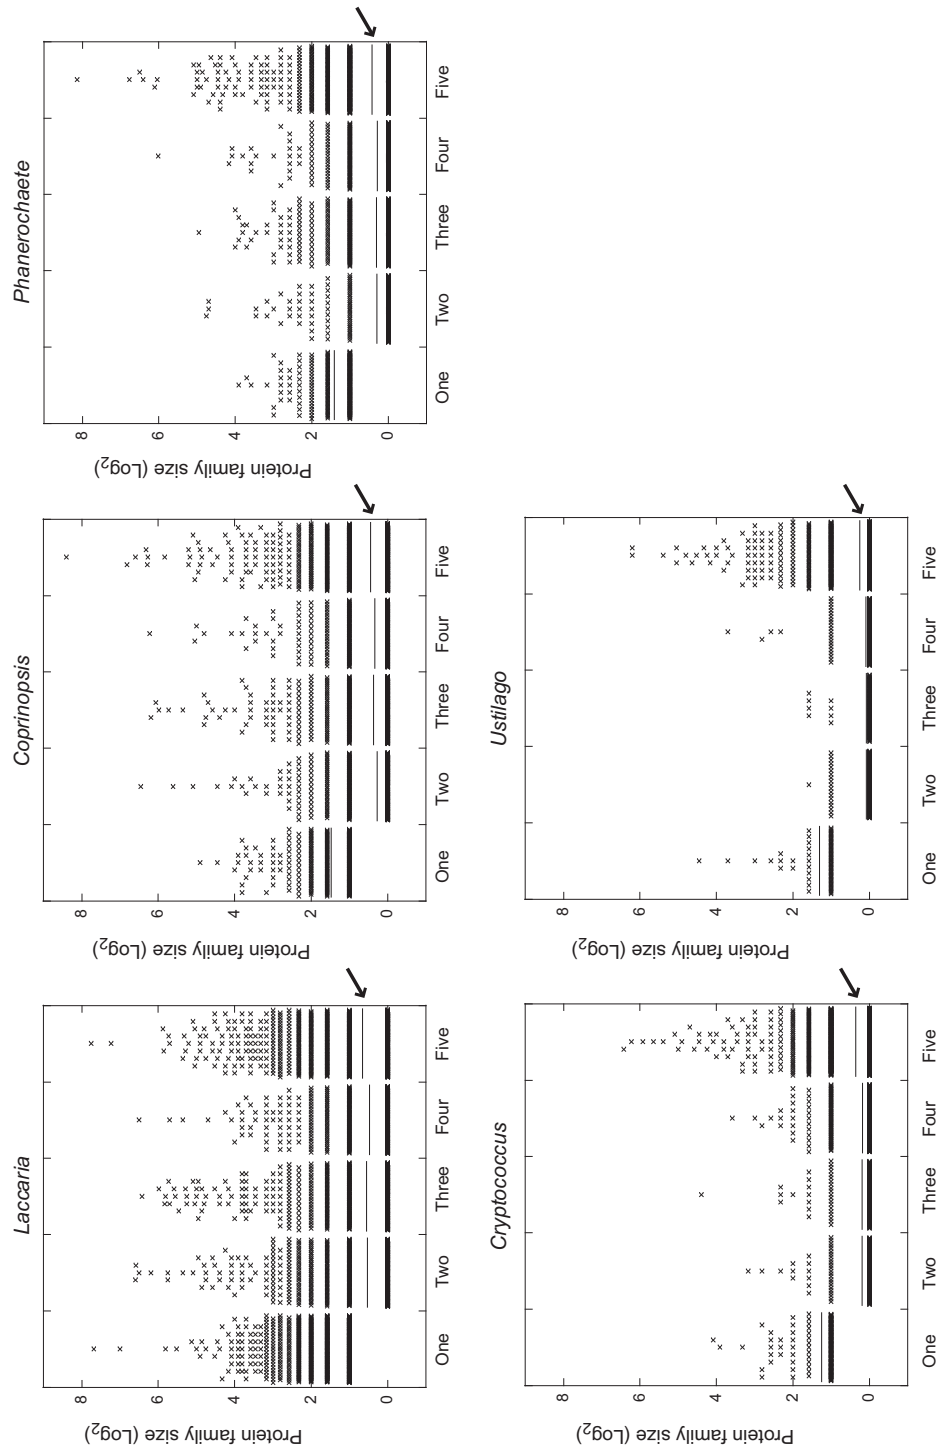 Laccaria
Protein family size (Log2)
8
6
4
2
0
One Two Three Four Five
Coprinopsis
Protein family size (Log2)
8
6
4
2
0
One Two Three Four Five
Phanerochaete
Protein family size (Log2)
8
6
4
2
0
One Two Three Four Five
Cryptococcus
Protein family size (Log2)
8
6
4
2
0
One Two Three Four Five
Ustilago
Protein family size (Log2)
8
6
4
2
0
One Two Three Four Five